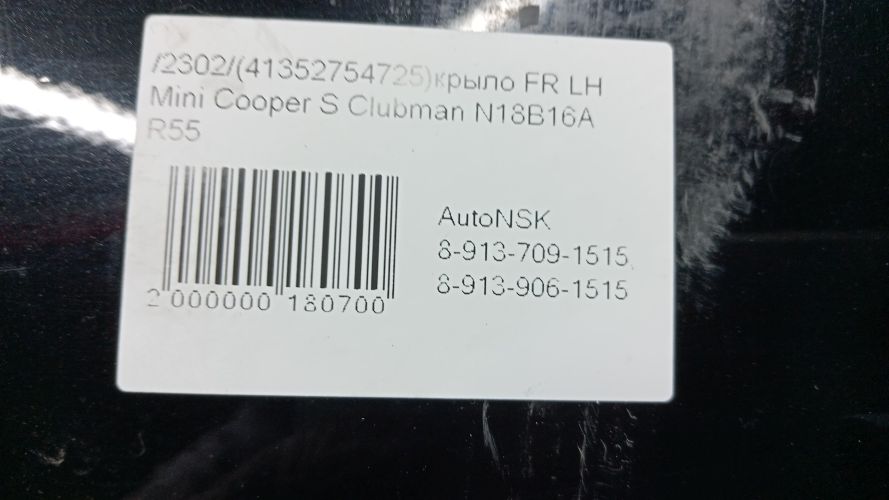 /2302/(41352754725)крыло FR LH
Mini Cooper S Clubman N18B16A
R55
AutoNSK
8-913-709-1515,
8-913-906-1515
2 000000 180700